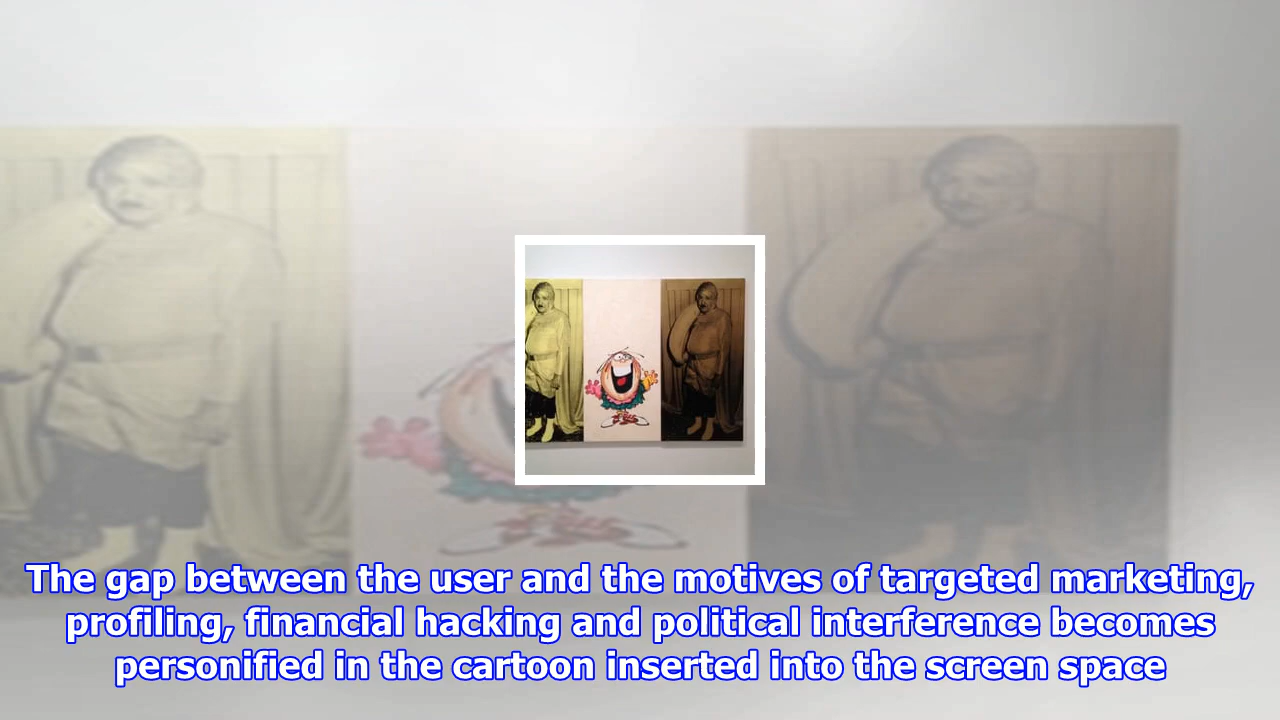 The gap between the user and the motives of targeted marketing,
profiling, financial hacking and political interference becomes
personified in the cartoon inserted into the screen space